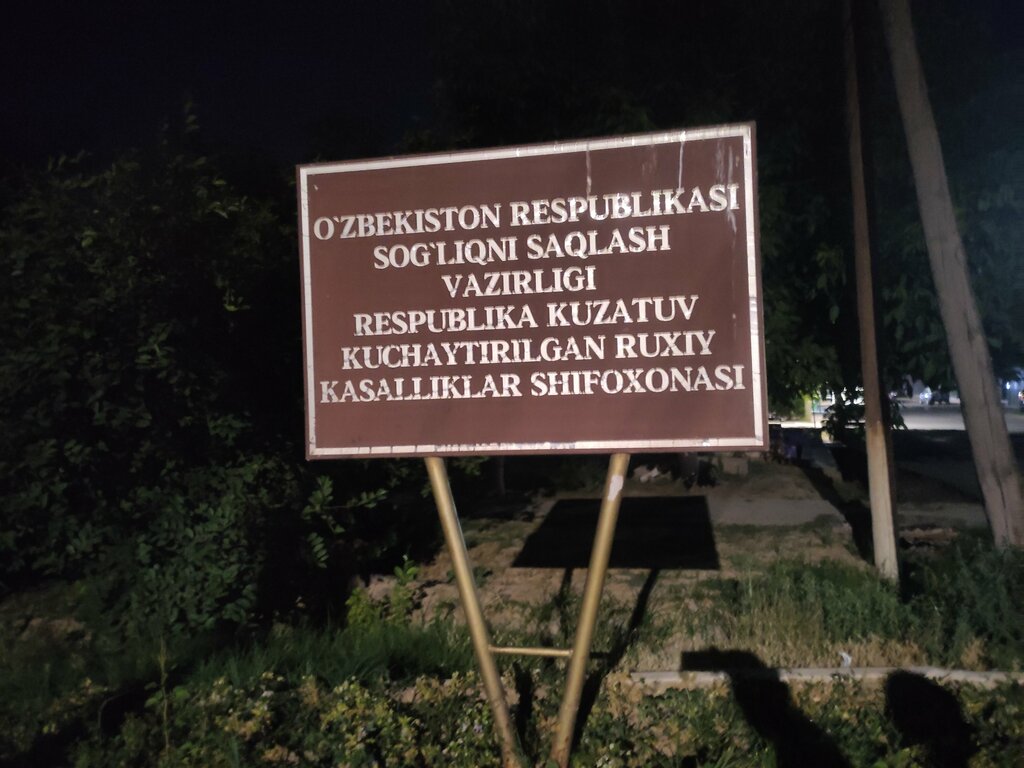 O`ZBEKISTON RESPUBLIKASI
SOG`LIQNI SAQLASH
VAZIRLIGI
RESPUBLIKA KUZATUV
KUCHAYTIRILGAN RUXIY
KASALLIKLAR SHIFOXONASI